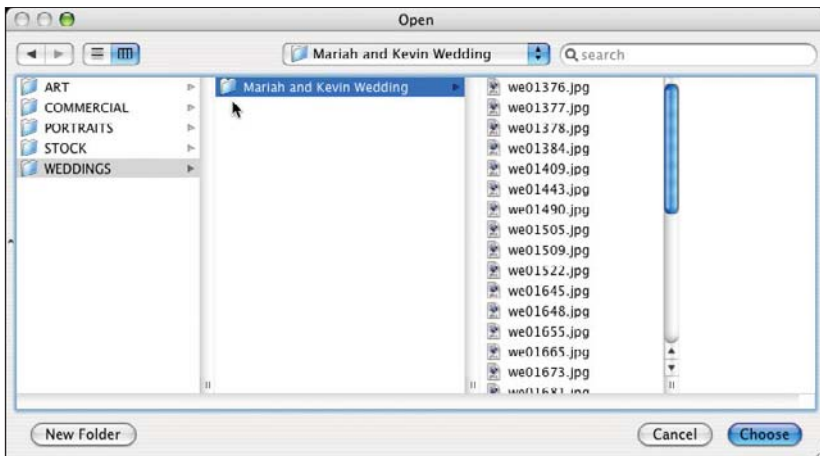 Open
Mariah and Kevin Wedding
search
ART
COMMERCIAL
PORTRAITS
STOCK
WEDDINGS
Mariah and Kevin Wedding
we01376.jpg
we01377.jpg
we01378.jpg
we01384.jpg
we01409.jpg
we01443.jpg
we01490.jpg
we01505.jpg
we01509.jpg
we01522.jpg
we01645.jpg
we01648.jpg
we01655.jpg
we01665.jpg
we01673.jpg
we01681.jpg
New Folder
Cancel
Choose